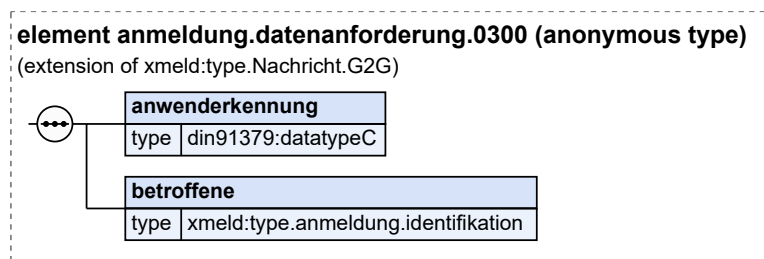 element anmeldung.datenanforderung.0300 (anonymous type)
(extension of xmeld:type.Nachricht.G2G)
anwenderkennung
type din91379:datatypeC
betroffene
type xmeld:type.anmeldung.identifikation